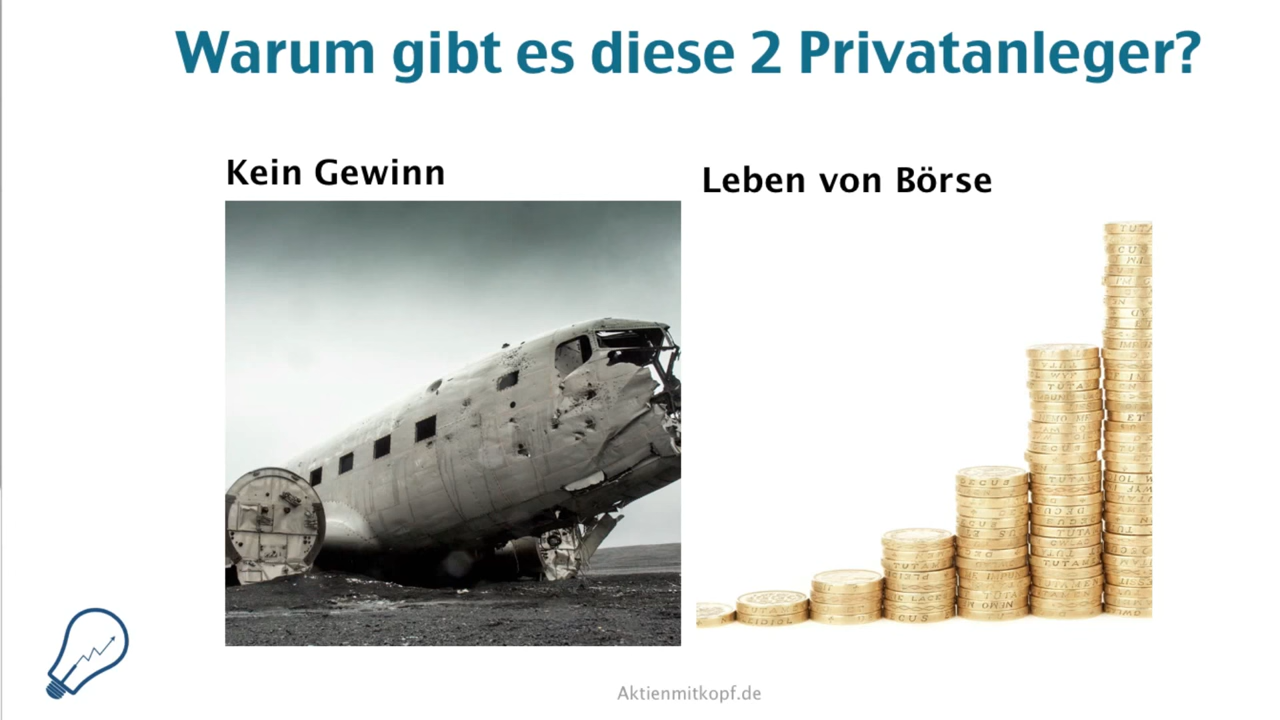 Warum gibt es diese 2 Privatanleger?
Kein Gewinn
Leben von Börse
Aktienmitkopf.de